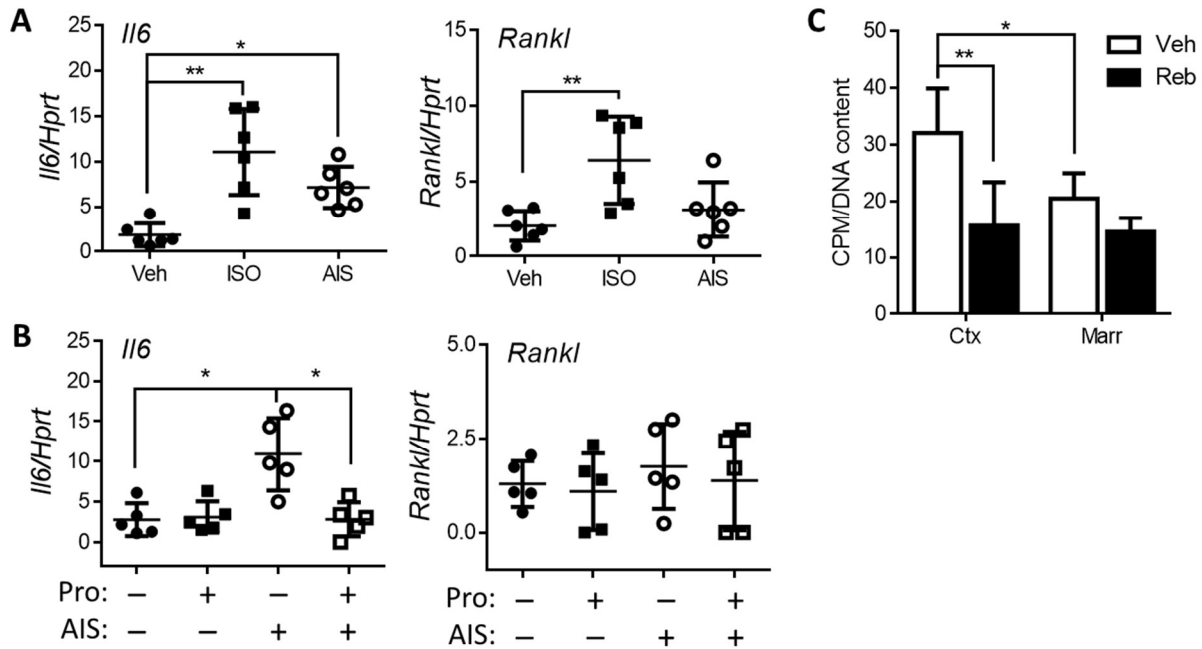 A
Il6
Il6/Hprt
25
20
15
10
5
0
*
**
Veh ISO AIS
Rankl
Rankl/Hprt
15
10
5
0
**
Veh ISO AIS
C
CPM/DNA content
50
40
30
20
10
0
*
**
Veh
Reb
Ctx Marr
B
Il6
Il6/Hprt
25
20
15
10
5
0
* *
Pro: – + – +
AIS: – – + +
Rankl
Rankl/Hprt
5.0
2.5
0.0
Pro: – + – +
AIS: – – + +